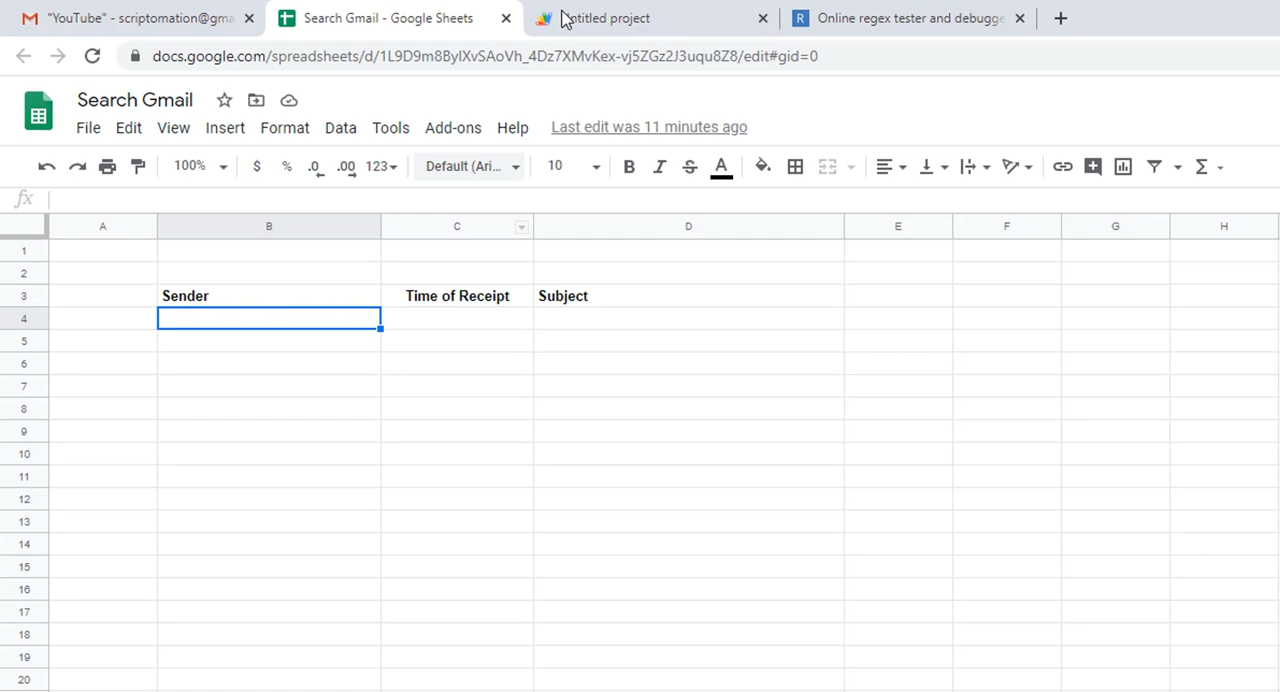 "YouTube" - scriptomation@gma
Search Gmail - Google Sheets
Untitled project
Online regex tester and debugge
docs.google.com/spreadsheets/d/1L9D9m8ByIXvSAoVh_4Dz7XMvKex-vj5ZGz2J3uqu8Z8/edit#gid=0
Search Gmail
File Edit View Insert Format Data Tools Add-ons Help Last edit was 11 minutes ago
100% $ % .0 .00 123 Default (Ari... 10 B I S A
fx
A B C D E F G H
1
2
3 Sender Time of Receipt Subject
4
5
6
7
8
9
10
11
12
13
14
15
16
17
18
19
20